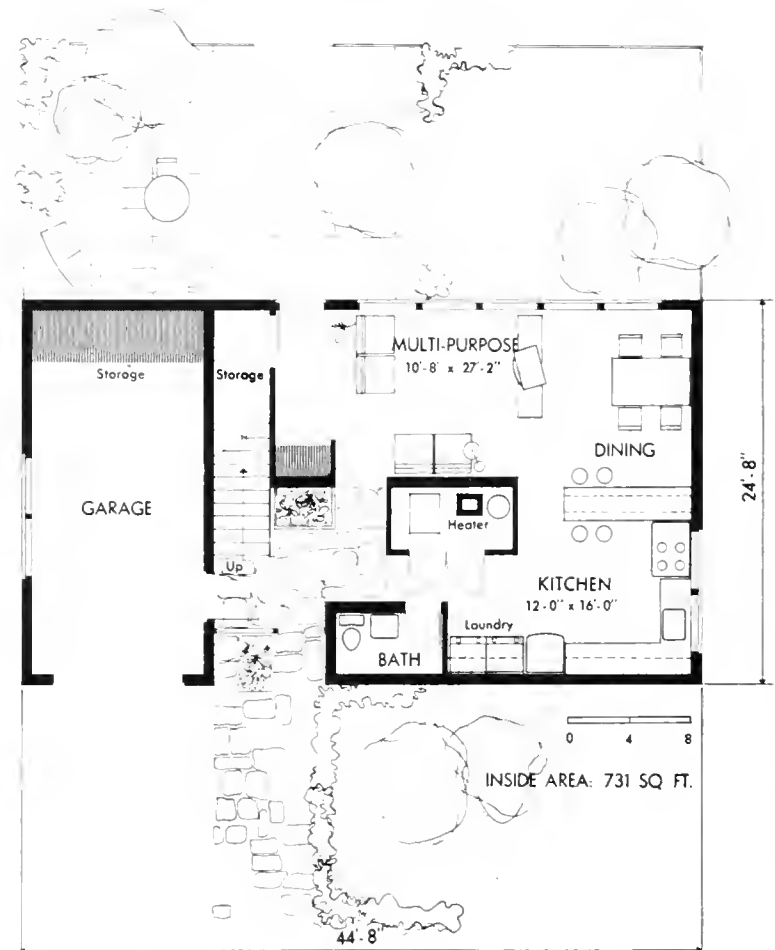 Storage
Storage
MULTI-PURPOSE
10'-8" x 27'-2"
DINING
GARAGE
Heater
24'-8"
Up
KITCHEN
12'-0" x 16'-0"
Laundry
BATH
0 4 8
INSIDE AREA: 731 SQ FT.
44'-8"